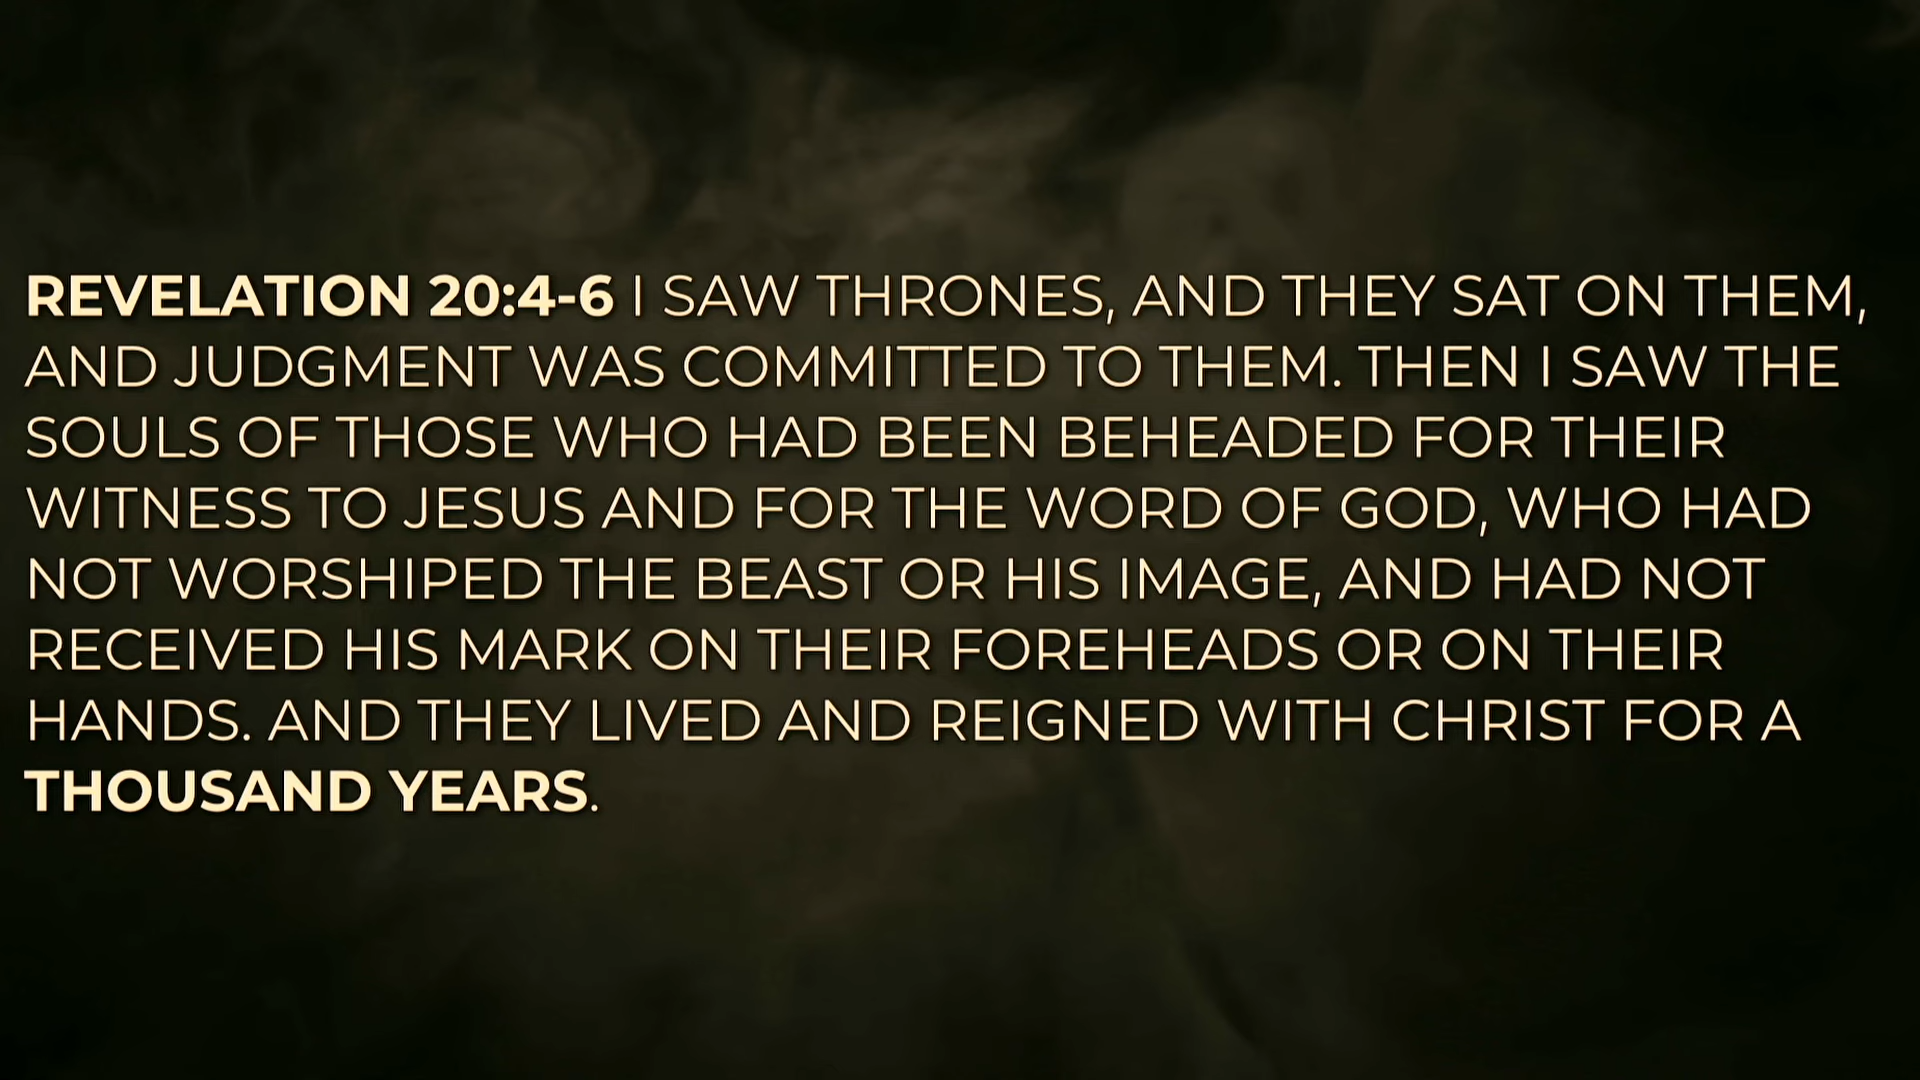 REVELATION 20:4-6 I SAW THRONES, AND THEY SAT ON THEM,
AND JUDGMENT WAS COMMITTED TO THEM. THEN I SAW THE
SOULS OF THOSE WHO HAD BEEN BEHEADED FOR THEIR
WITNESS TO JESUS AND FOR THE WORD OF GOD, WHO HAD
NOT WORSHIPED THE BEAST OR HIS IMAGE, AND HAD NOT
RECEIVED HIS MARK ON THEIR FOREHEADS OR ON THEIR
HANDS. AND THEY LIVED AND REIGNED WITH CHRIST FOR A
THOUSAND YEARS.